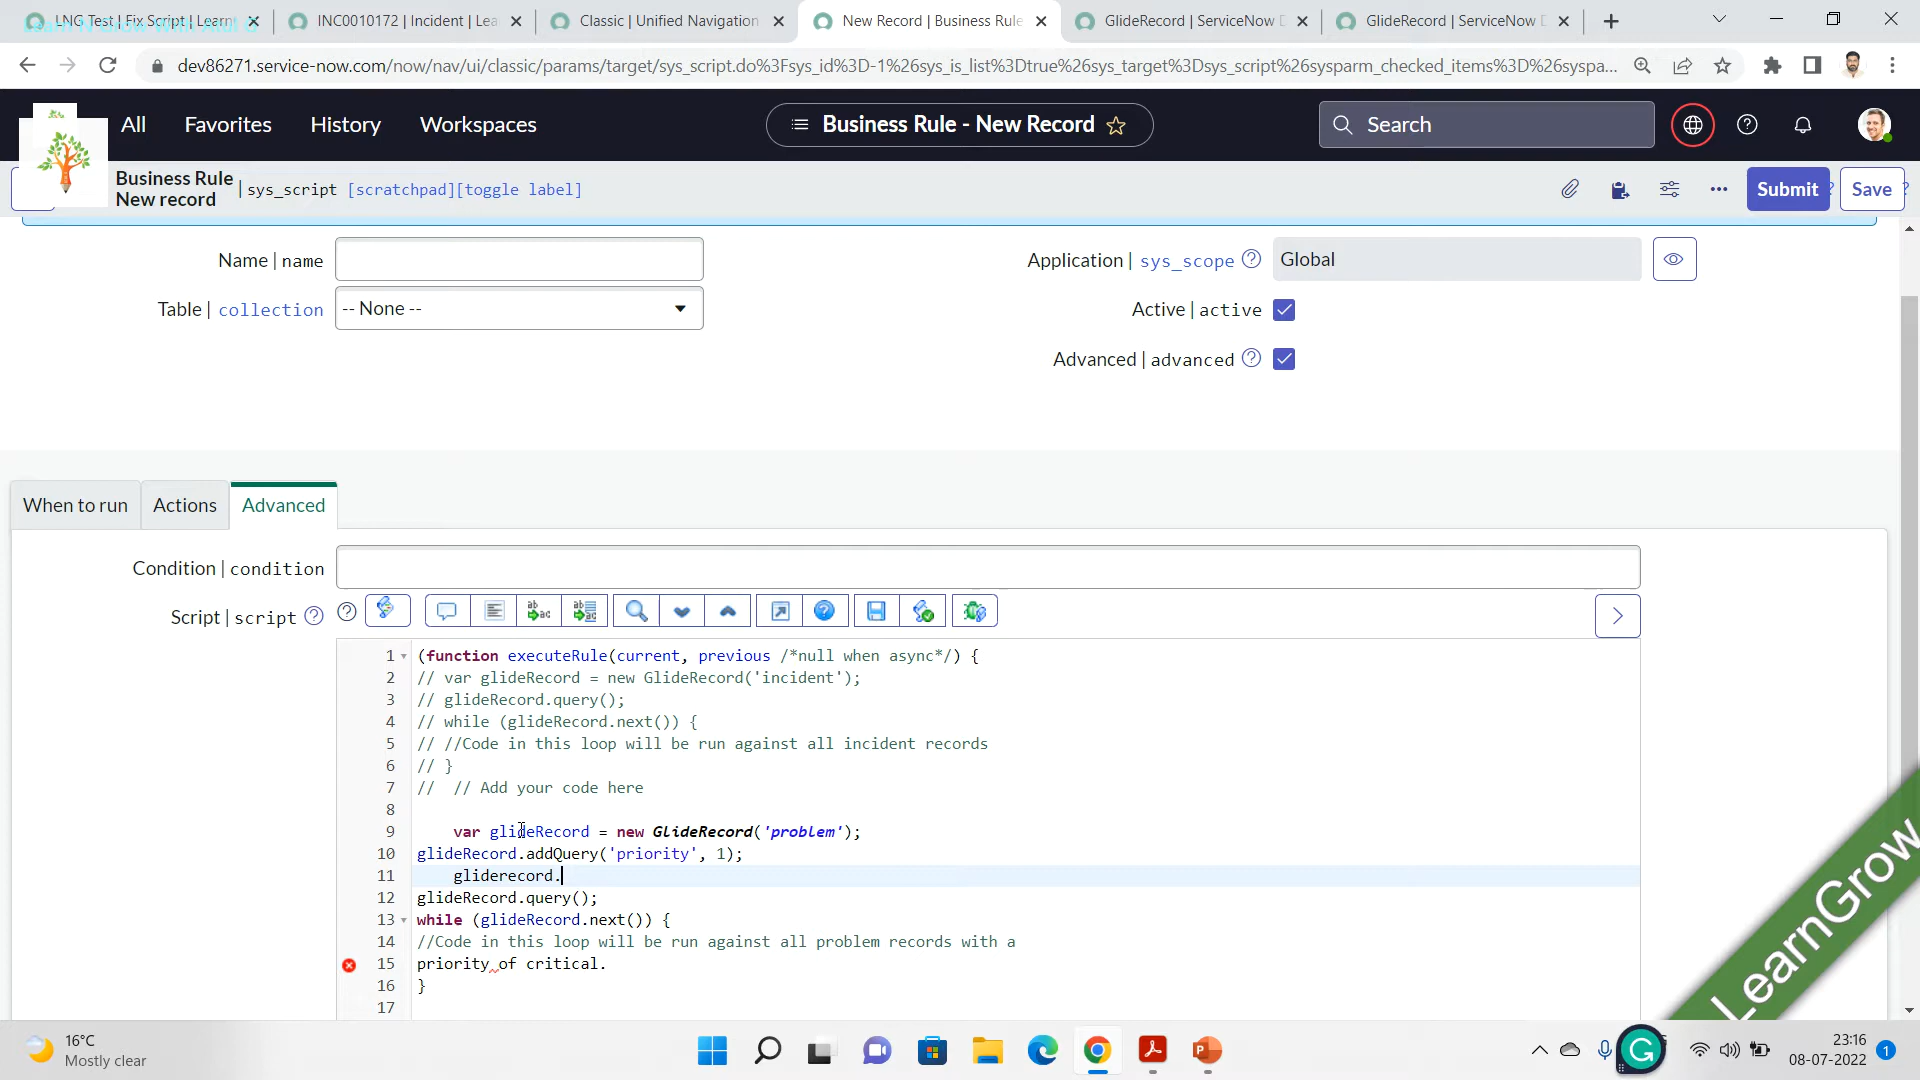 LNG Test | Fix Script | Learn
INC0010172 | Incident | Lea
Classic | Unified Navigation
New Record | Business Rule
GlideRecord | ServiceNow D
GlideRecord | ServiceNow D
Learn N Grow With Atul G
dev86271.service-now.com/now/nav/ui/classic/params/target/sys_script.do%3Fsys_id%3D-1%26sys_is_list%3Dtrue%26sys_target%3Dsys_script%26sysparm_checked_items%3D%26syspa...
All
Favorites
History
Workspaces
Business Rule - New Record
Search
Business Rule
New record
sys_script [scratchpad][toggle label]
Submit
Save
Name | name
Application | sys_scope
Global
Table | collection
-- None --
Active | active
Advanced | advanced
When to run
Actions
Advanced
Condition | condition
Script | script
1 (function executeRule(current, previous /*null when async*/) {
2 // var glideRecord = new GlideRecord('incident');
3 // glideRecord.query();
4 // while (glideRecord.next()) {
5 // //Code in this loop will be run against all incident records
6 // }
7 // // Add your code here
8
9 var glideRecord = new GlideRecord('problem');
10 glideRecord.addQuery('priority', 1);
11 gliderecord.
12 glideRecord.query();
13 while (glideRecord.next()) {
14 //Code in this loop will be run against all problem records with a
15 priority of critical.
16 }
17
LearnGrow
16°C
Mostly clear
23:16
08-07-2022
1